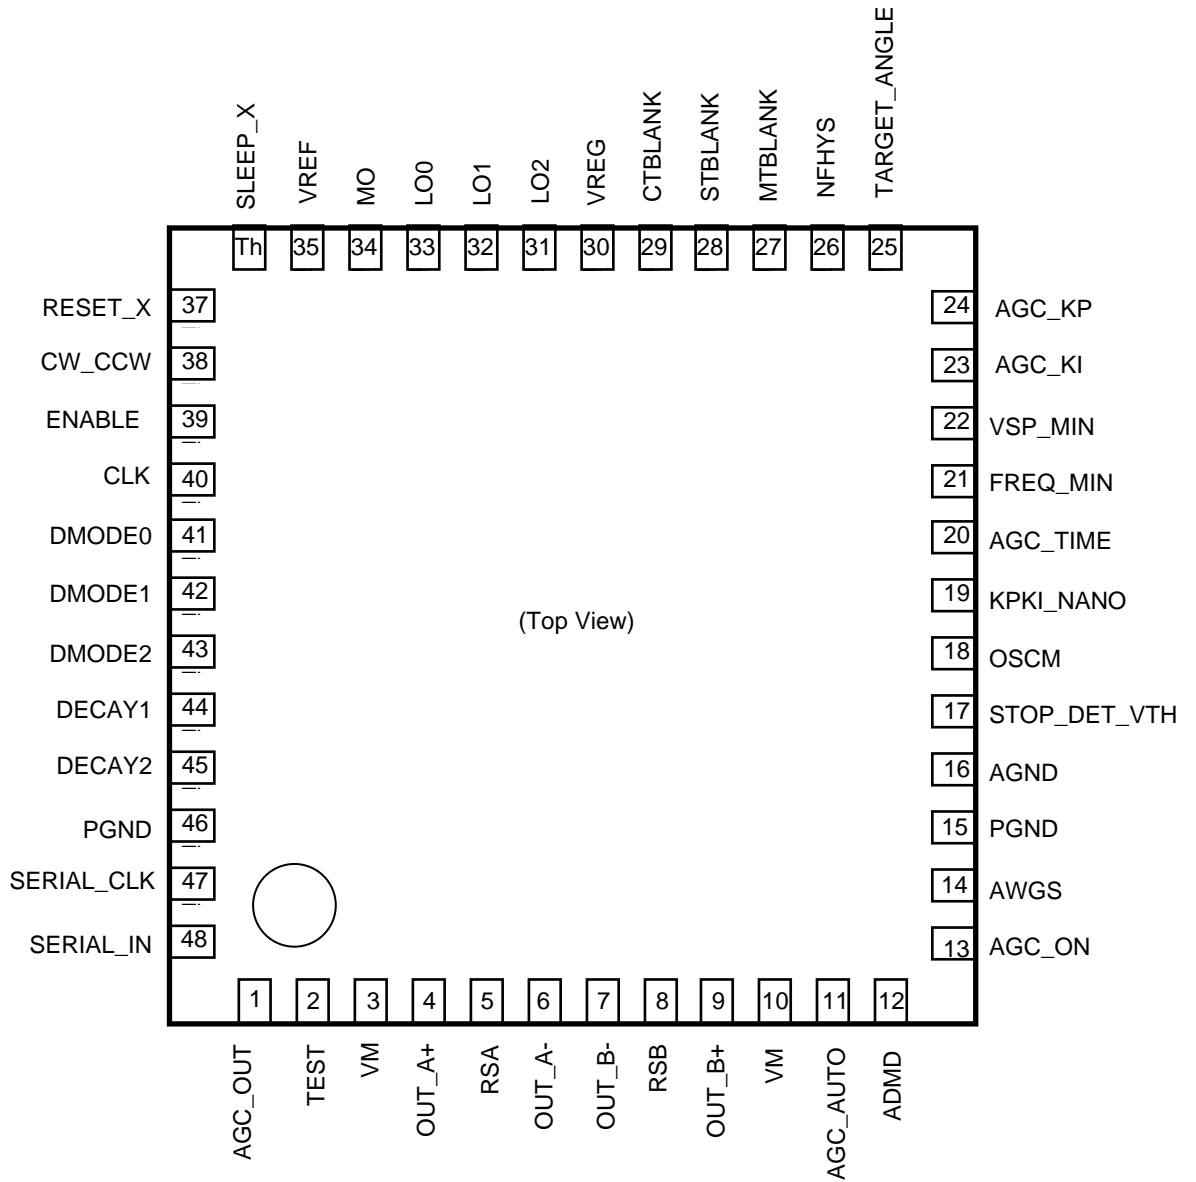 SLEEP_X
VREF
MO
LO0
LO1
LO2
VREG
CTBLANK
STBLANK
MTBLANK
NFHYS
TARGET_ANGLE
Th 35 34 33 32 31 30 29 28 27 26 25
RESET_X 37
CW_CCW 38
ENABLE 39
CLK 40
DMODE0 41
DMODE1 42
DMODE2 43
DECAY1 44
DECAY2 45
PGND 46
SERIAL_CLK 47
SERIAL_IN 48
(Top View)
24 AGC_KP
23 AGC_KI
22 VSP_MIN
21 FREQ_MIN
20 AGC_TIME
19 KPKI_NANO
18 OSCM
17 STOP_DET_VTH
16 AGND
15 PGND
14 AWGS
13 AGC_ON
1 2 3 4 5 6 7 8 9 10 11 12
AGC_OUT
TEST
VM
OUT_A+
RSA
OUT_A-
OUT_B-
RSB
OUT_B+
VM
AGC_AUTO
ADMD